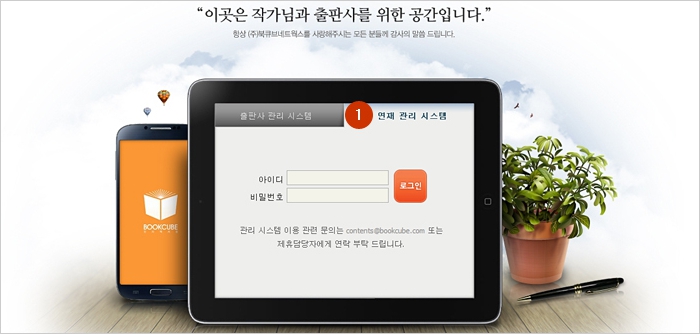 “이곳은 작가님과 출판사를 위한 공간입니다.”
항상 (주)북큐브네트웍스를 사랑해주시는 모든 분들께 감사의 말씀 드립니다.
출판사 관리 시스템
1 연재 관리 시스템
아이디
비밀번호
로그인
BOOKCUBE
관리 시스템 이용 관련 문의는 contents@bookcube.com 또는
제휴담당자에게 연락 부탁 드립니다.